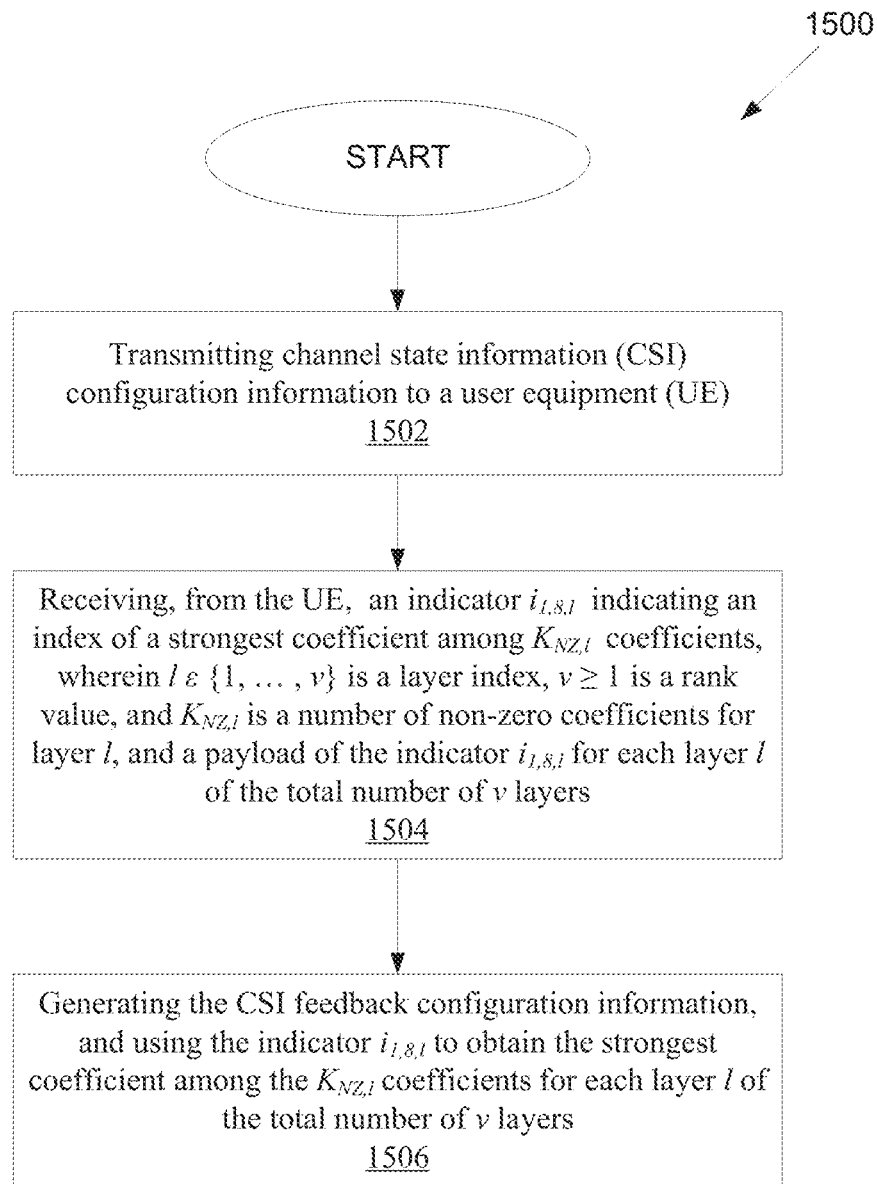 1500
START
Transmitting channel state information (CSI)
configuration information to a user equipment (UE)
1502
Receiving, from the UE, an indicator i1,8,l indicating an
index of a strongest coefficient among KNZ,l coefficients,
wherein l ε {1, … , v} is a layer index, v ≥ 1 is a rank
value, and KNZ,l is a number of non-zero coefficients for
layer l, and a payload of the indicator i1,8,l for each layer l
of the total number of v layers
1504
Generating the CSI feedback configuration information,
and using the indicator i1,8,l to obtain the strongest
coefficient among the KNZ,l coefficients for each layer l of
the total number of v layers
1506